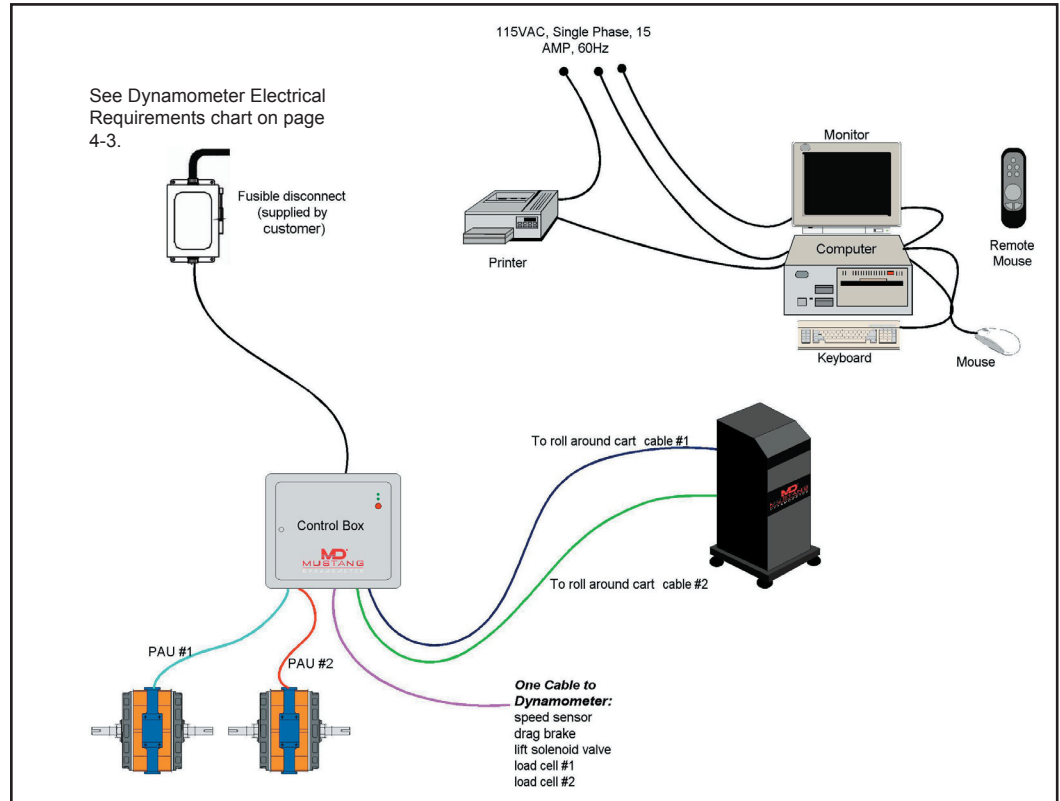 115VAC, Single Phase, 15
AMP, 60Hz
See Dynamometer Electrical
Requirements chart on page
4-3.
Monitor
Fusible disconnect
(supplied by
customer)
Printer
Computer
Remote
Mouse
Keyboard
Mouse
To roll around cart cable #1
Control Box
MD
MUSTANG
MD
To roll around cart cable #2
PAU #1
PAU #2
One Cable to
Dynamometer:
speed sensor
drag brake
lift solenoid valve
load cell #1
load cell #2